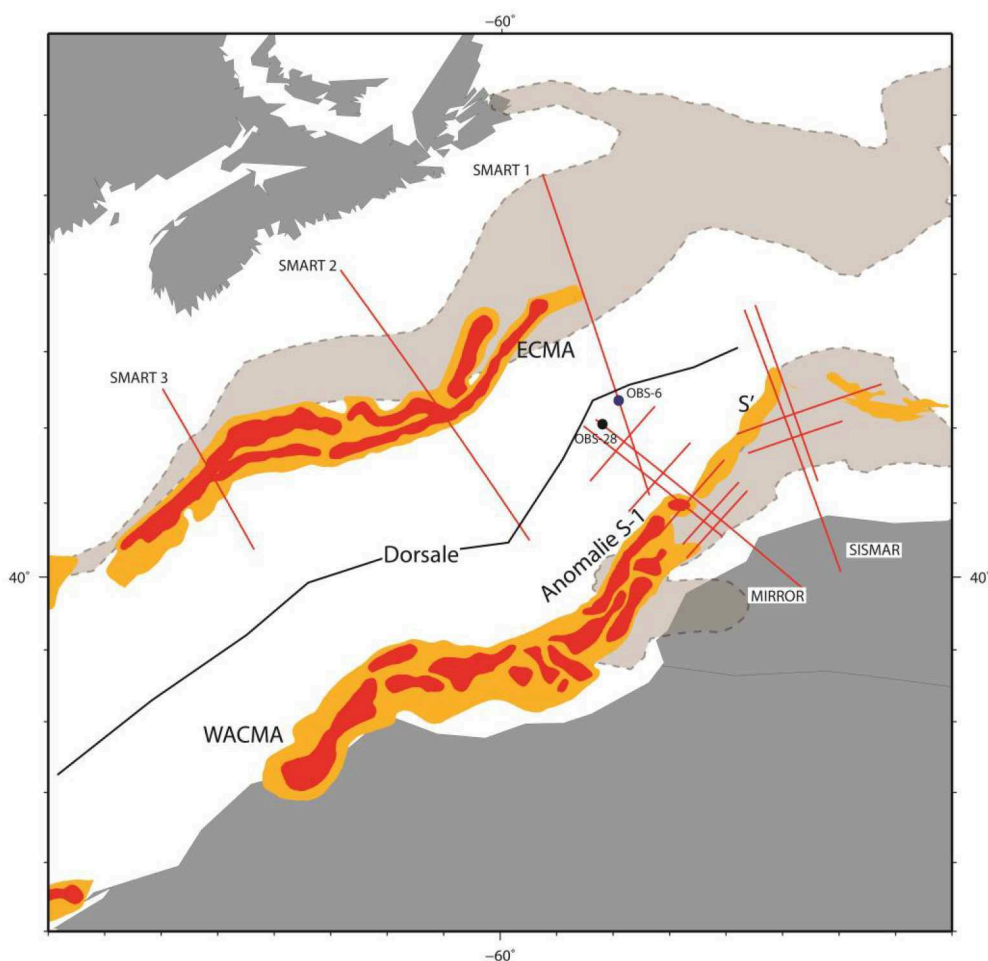 −60°
SMART 1
SMART 2
ECMA
SMART 3
OBS-6
S’
OBS-28
Dorsale
Anomalie S-1
SISMAR
40°
40°
MIRROR
WACMA
−60°